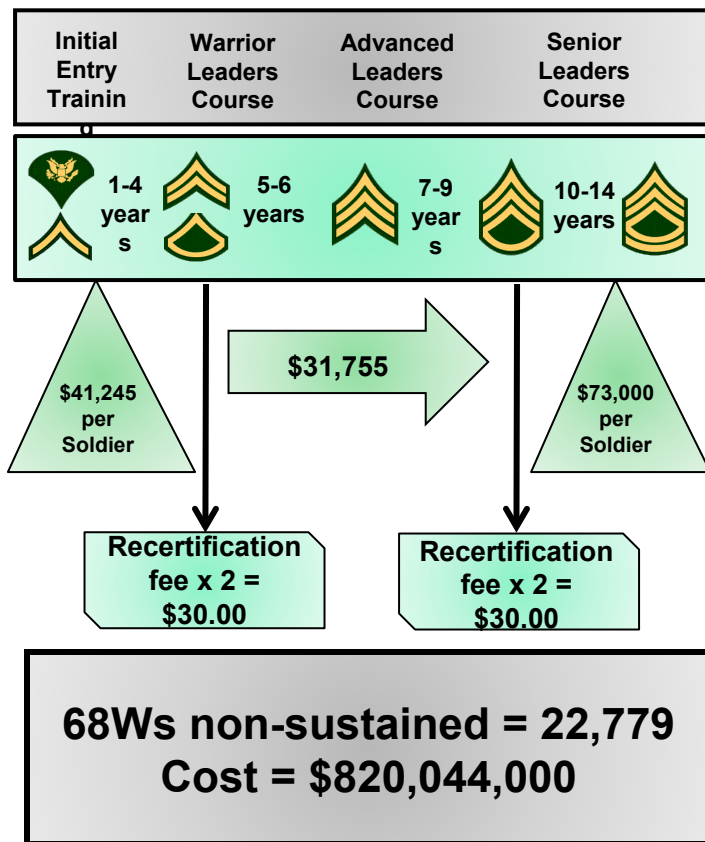 Initial
Entry
Trainin
g
Warrior
Leaders
Course
Advanced
Leaders
Course
Senior
Leaders
Course
1-4
year
s
5-6
years
7-9
year
s
10-14
years
$41,245
per
Soldier
$31,755
$73,000
per
Soldier
Recertification
fee x 2 =
$30.00
Recertification
fee x 2 =
$30.00
68Ws non-sustained = 22,779
Cost = $820,044,000